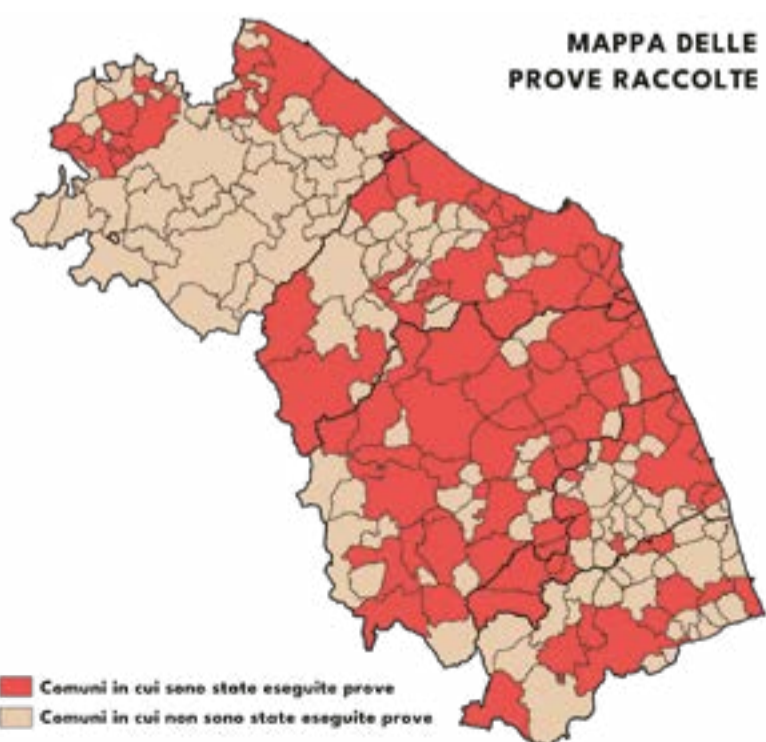 MAPPA DELLE
PROVE RACCOLTE
Comuni in cui sono state eseguite prove
Comuni in cui non sono state eseguite prove